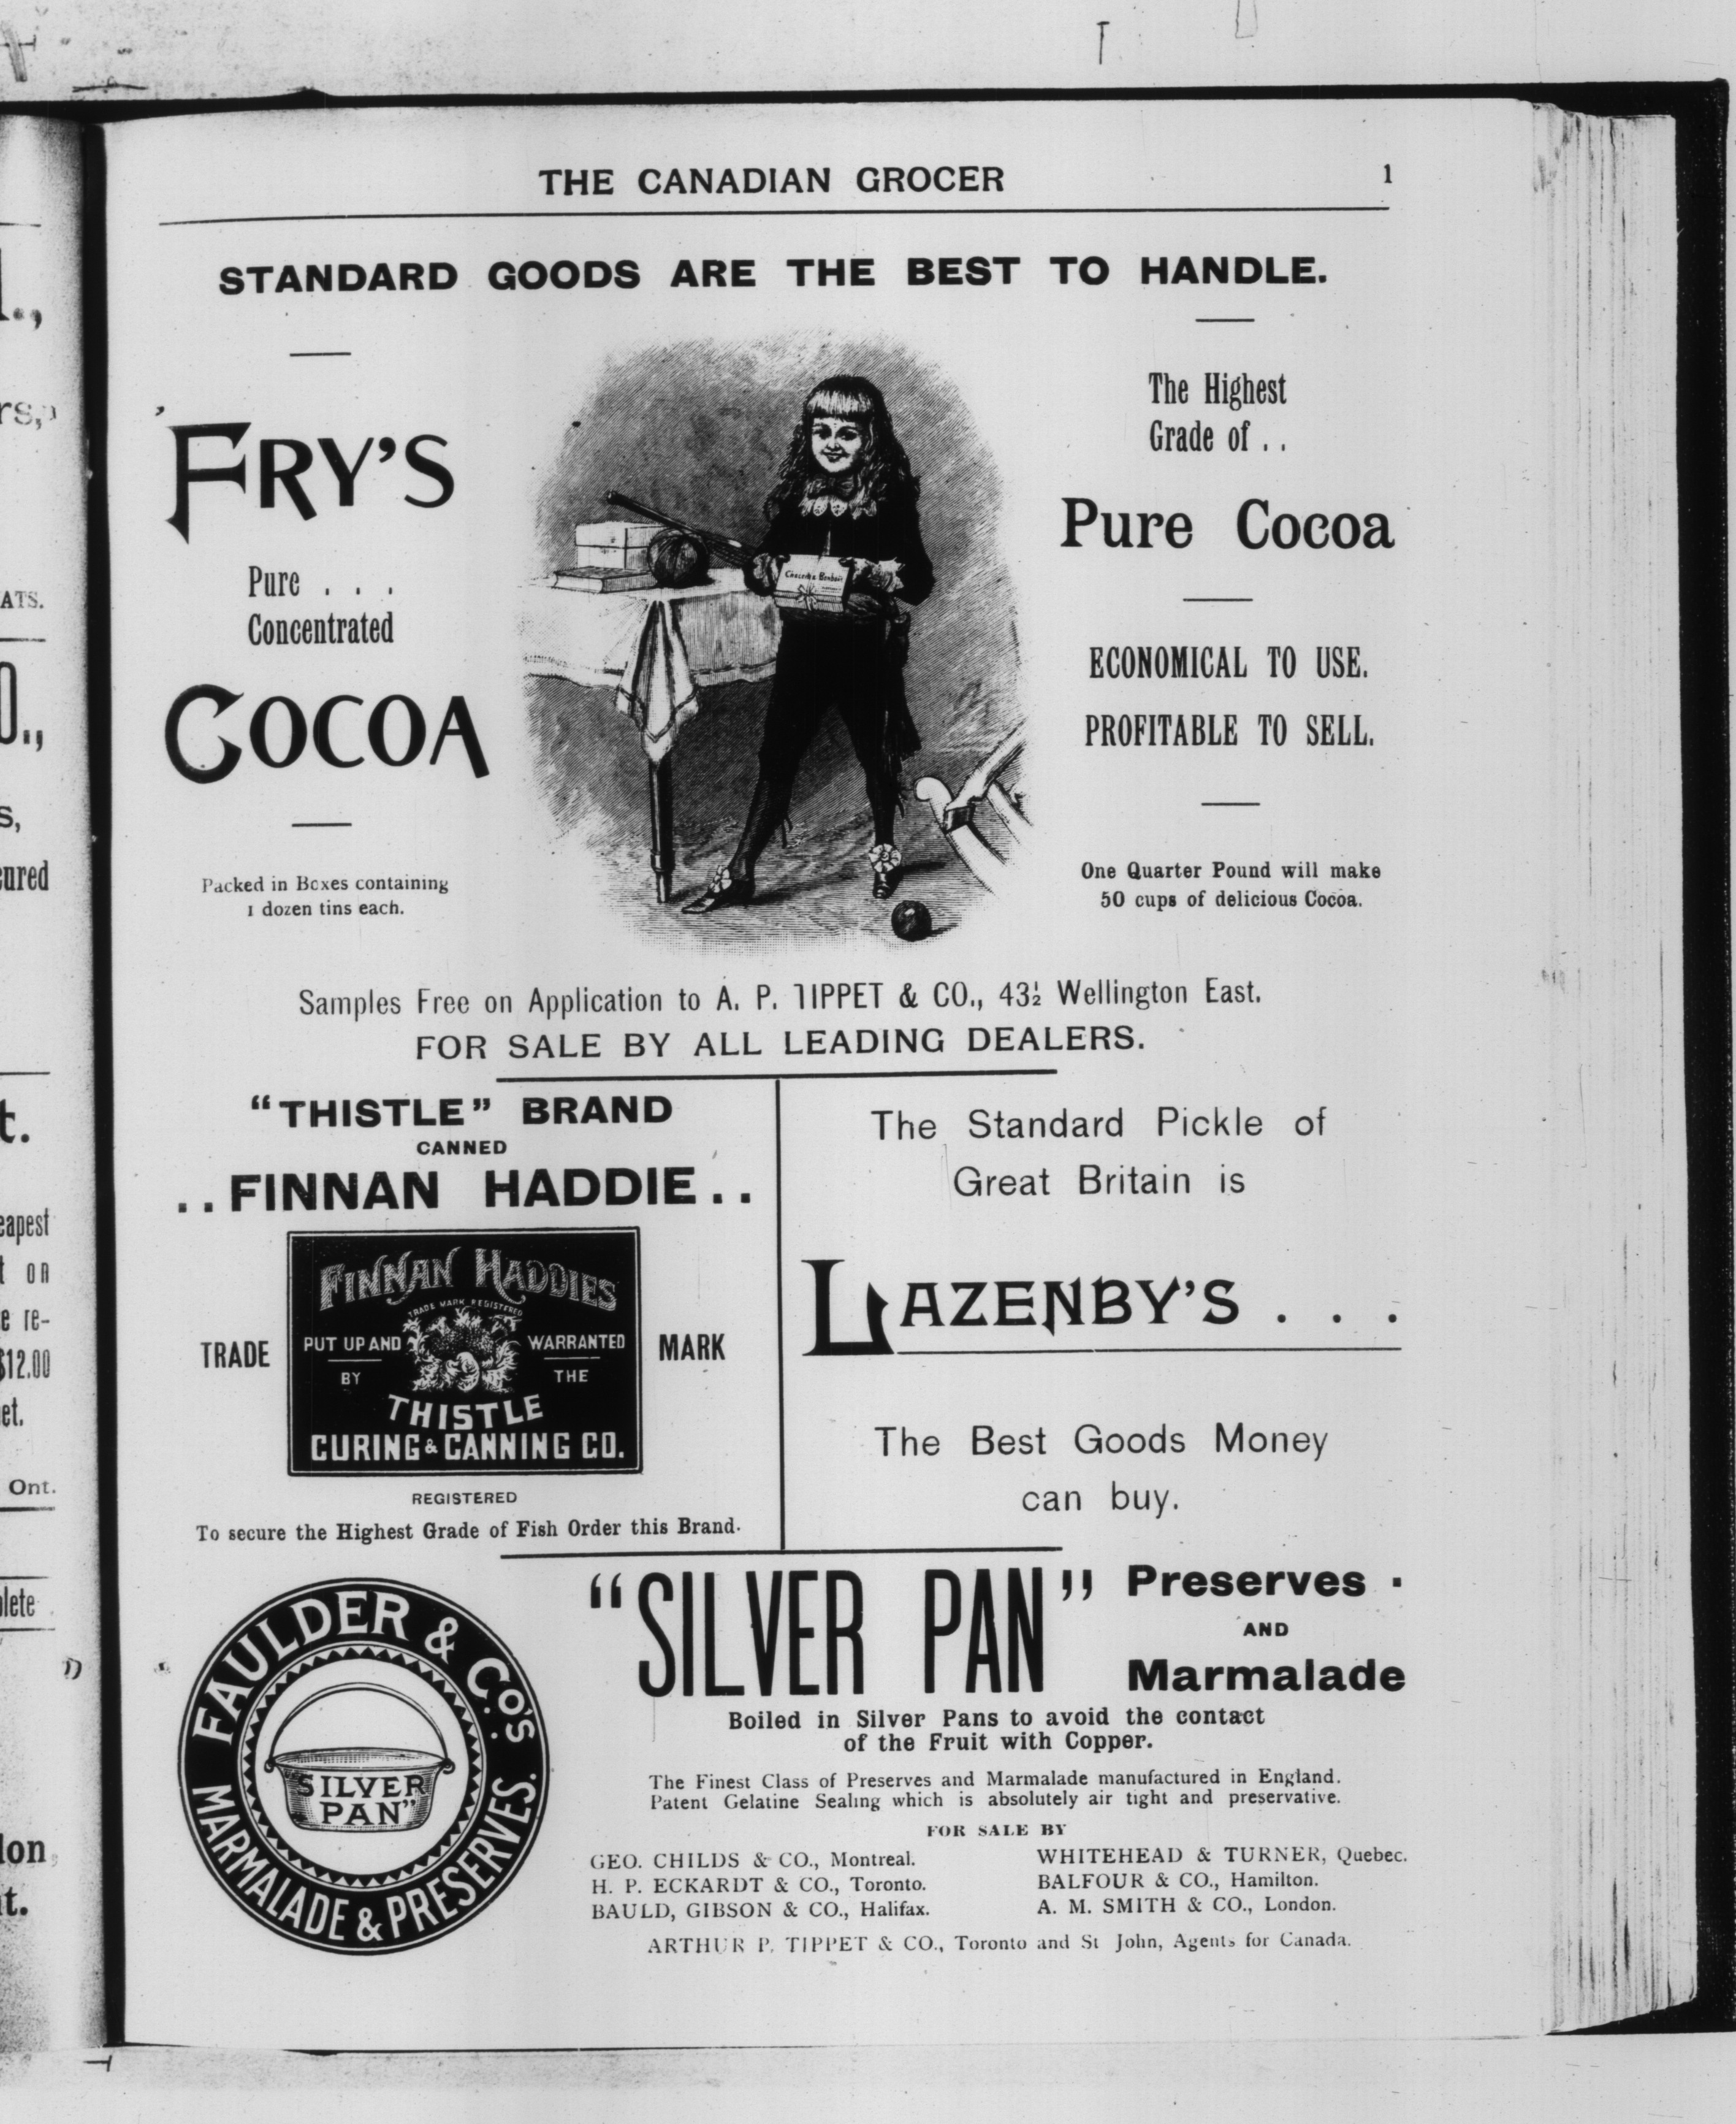 THE CANADIAN GROCER 1
STANDARD GOODS ARE THE BEST TO HANDLE.
FRY'S
Pure . . .
Concentrated
COCOA
Packed in Boxes containing
1 dozen tins each.
The Highest
Grade of . .
Pure Cocoa
ECONOMICAL TO USE.
PROFITABLE TO SELL.
One Quarter Pound will make
50 cups of delicious Cocoa.
Samples Free on Application to A. P. TIPPET & CO., 43½ Wellington East.
FOR SALE BY ALL LEADING DEALERS.
"THISTLE" BRAND
CANNED
. . FINNAN HADDIE . .
TRADE
FINNAN HADDIES
TRADE MARK REGISTERED
PUT UP AND WARRANTED
BY THE
THISTLE
CURING & CANNING CO.
MARK
REGISTERED
To secure the Highest Grade of Fish Order this Brand.
The Standard Pickle of
Great Britain is
LAZENBY'S . . .
The Best Goods Money
can buy.
FAULDER & CO'S
"SILVER
PAN"
MARMALADE & PRESERVES.
"SILVER PAN"
Preserves ·
AND
Marmalade
Boiled in Silver Pans to avoid the contact
of the Fruit with Copper.
The Finest Class of Preserves and Marmalade manufactured in England.
Patent Gelatine Sealing which is absolutely air tight and preservative.
FOR SALE BY
GEO. CHILDS & CO., Montreal.
H. P. ECKARDT & CO., Toronto.
BAULD, GIBSON & CO., Halifax.
WHITEHEAD & TURNER, Quebec.
BALFOUR & CO., Hamilton.
A. M. SMITH & CO., London.
ARTHUR P. TIPPET & CO., Toronto and St John, Agents for Canada.